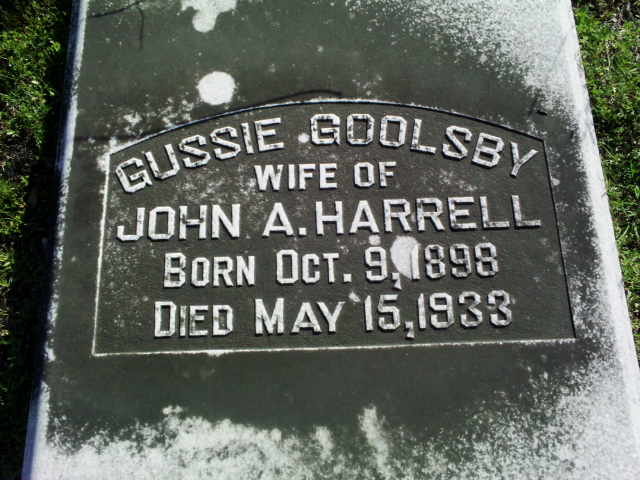 GUSSIE GOOLSBY
WIFE OF
JOHN A. HARRELL
BORN OCT. 9, 1898
DIED MAY 15, 1933